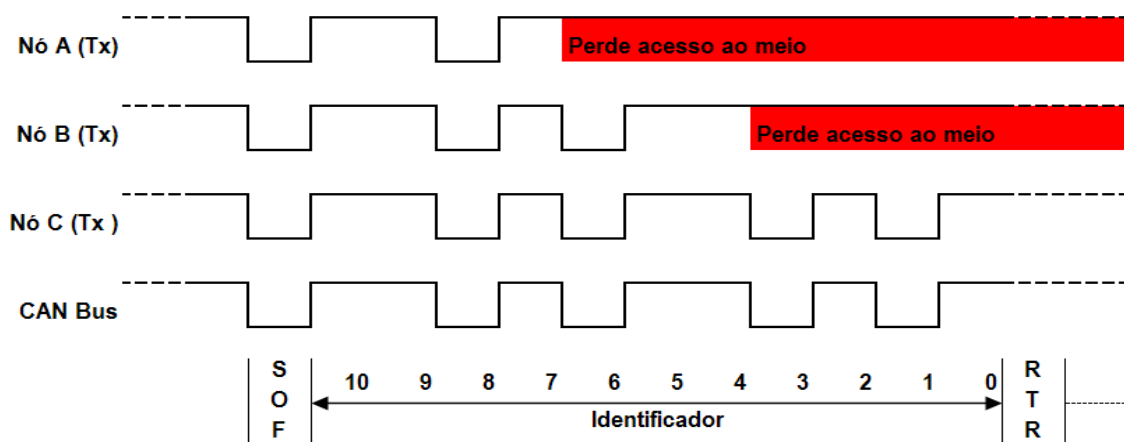 Nó A (Tx)
Perde acesso ao meio
Nó B (Tx)
Perde acesso ao meio
Nó C (Tx )
CAN Bus
S
O
F
10 9 8 7 6 5 4 3 2 1 0
Identificador
R
T
R